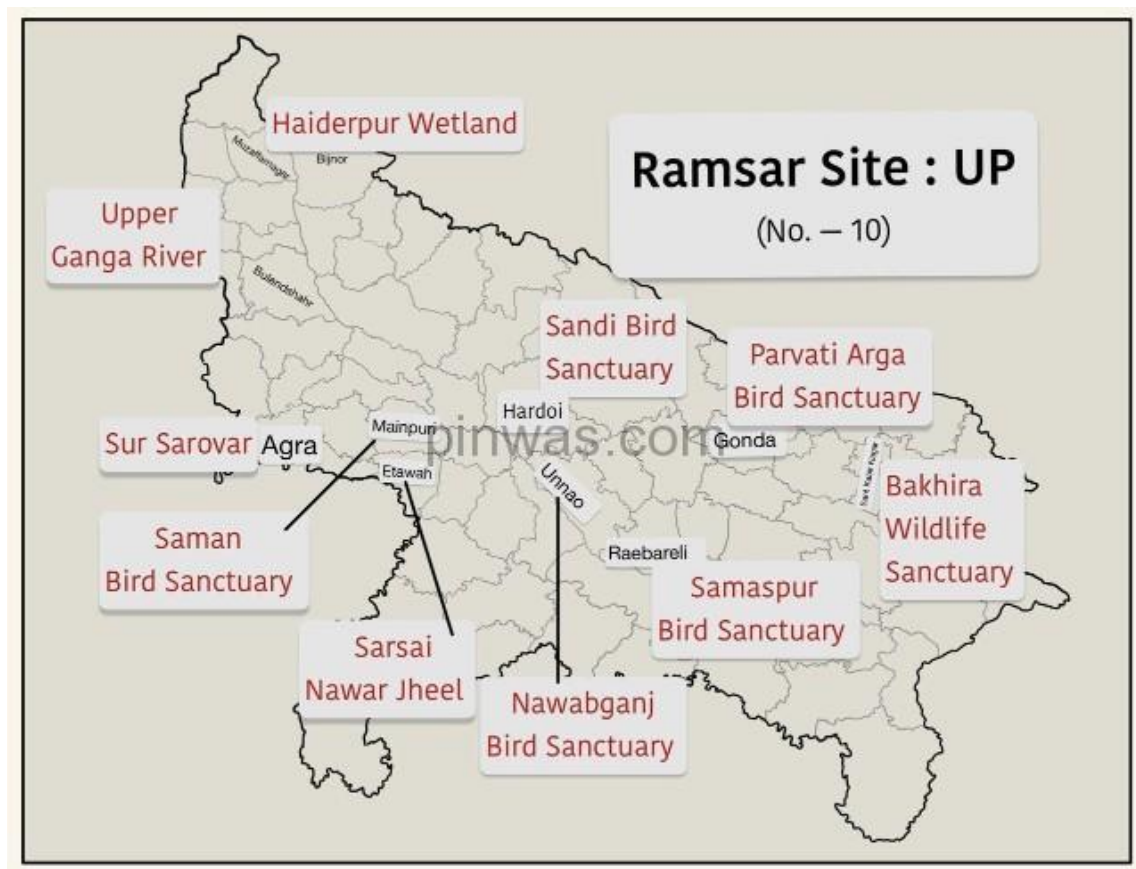 Haiderpur Wetland
Ramsar Site : UP
(No. – 10)
Muzaffarnagar
Bijnor
Upper
Ganga River
Bulendshahr
Sandi Bird
Sanctuary
Parvati Arga
Bird Sanctuary
Hardoi
Mainpuri
pinwas.com
Gonda
Sur Sarovar
Agra
Etawah
Unnao
Bakhira
Wildlife
Sanctuary
Saman
Bird Sanctuary
Raebareli
Samaspur
Bird Sanctuary
Sarsai
Nawar Jheel
Nawabganj
Bird Sanctuary